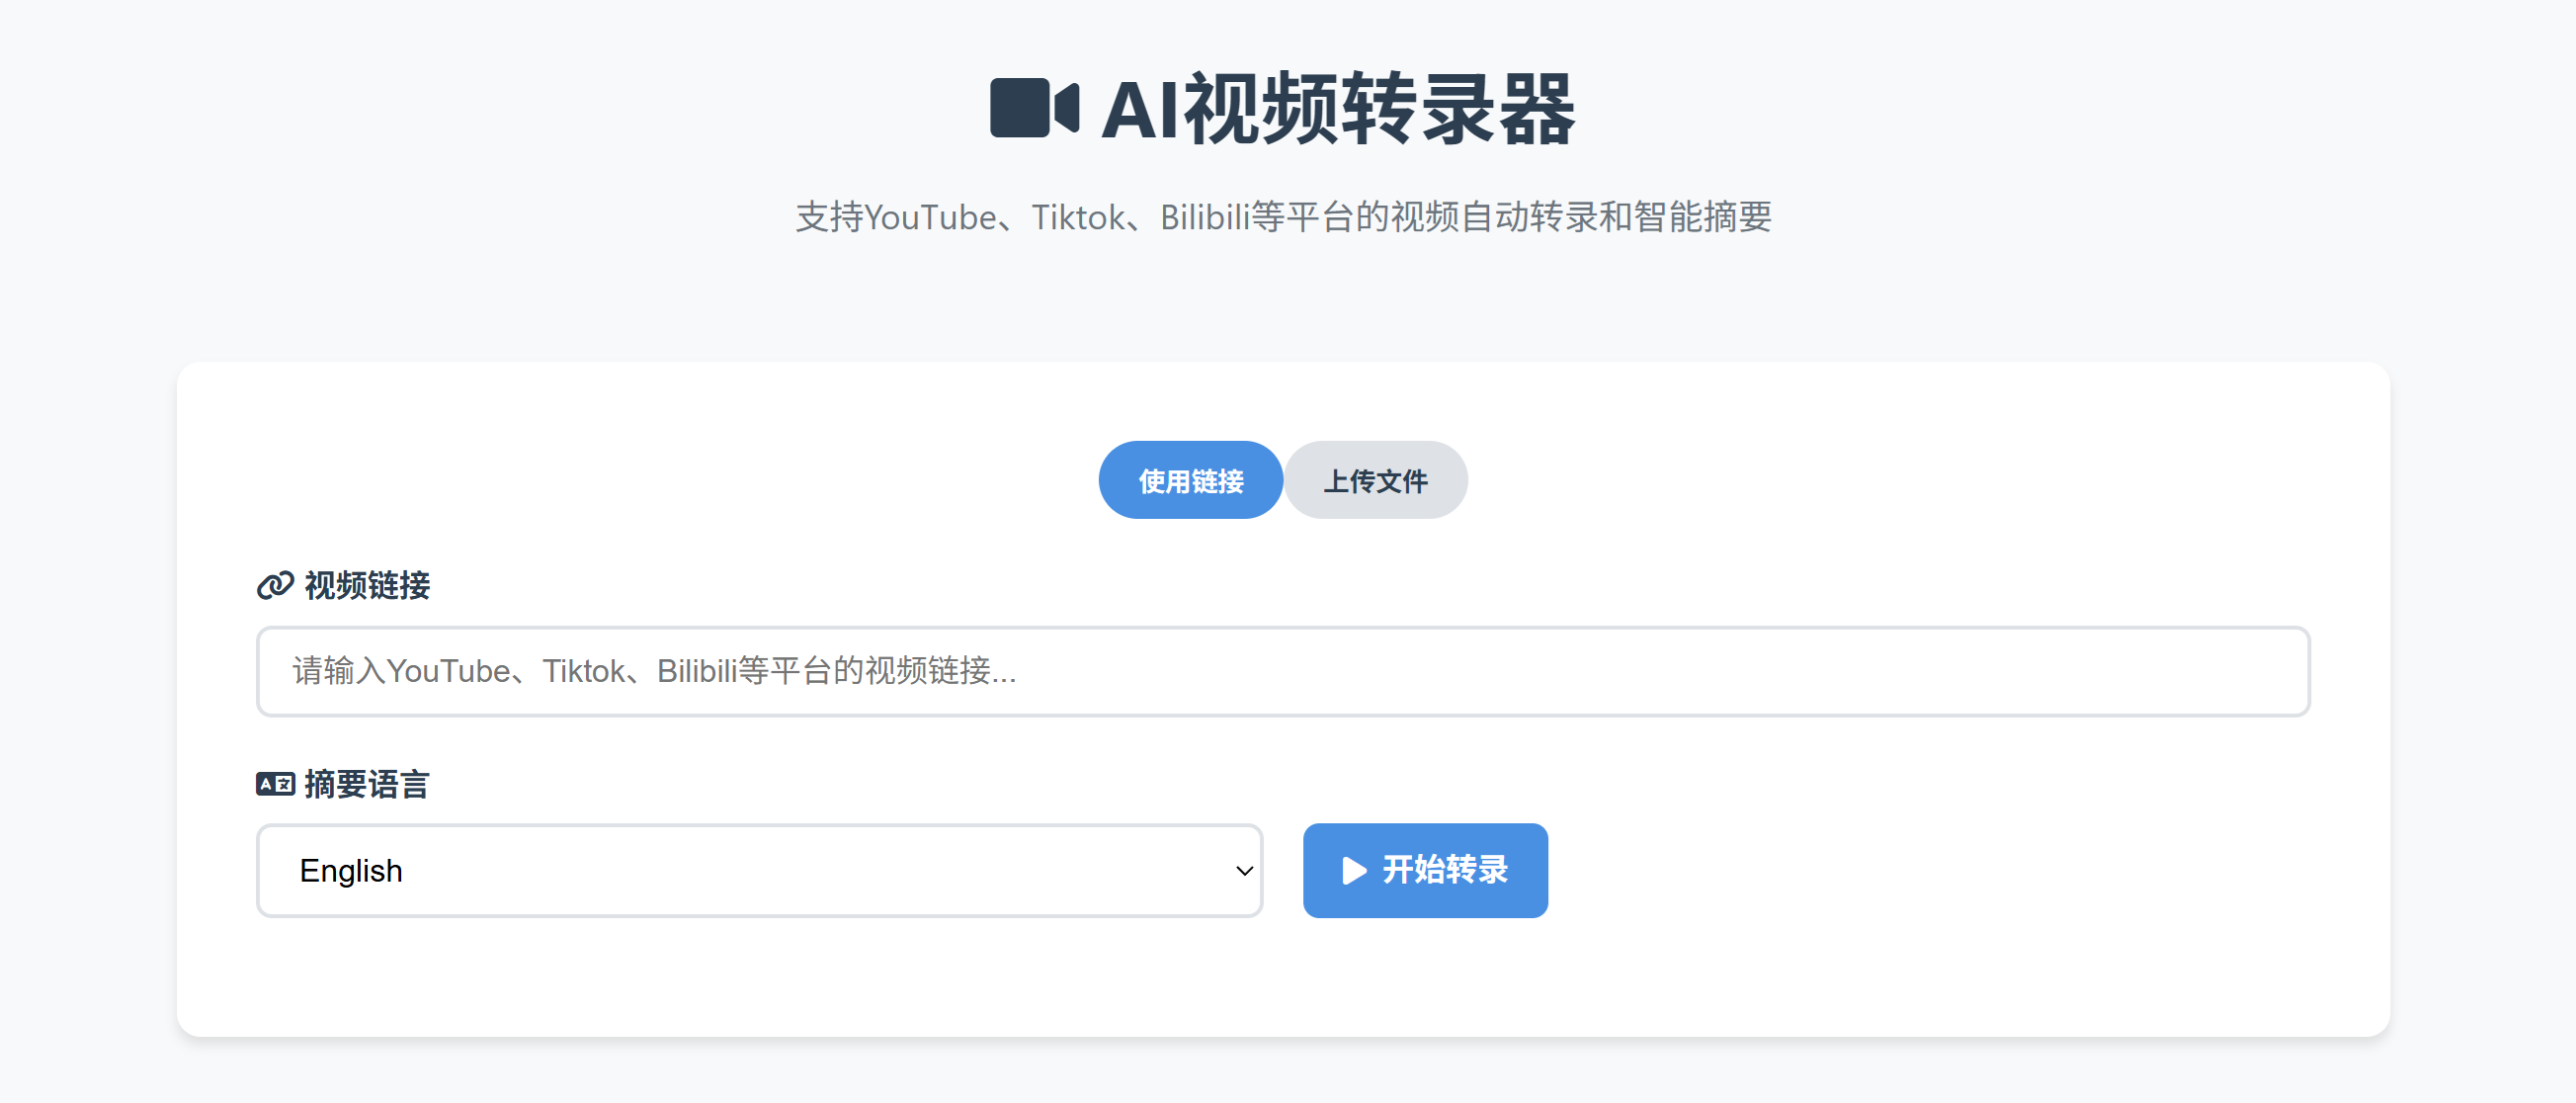 AI视频转录器
支持YouTube、Tiktok、Bilibili等平台的视频自动转录和智能摘要
使用链接 上传文件
视频链接
请输入YouTube、Tiktok、Bilibili等平台的视频链接...
A文 摘要语言
English 开始转录